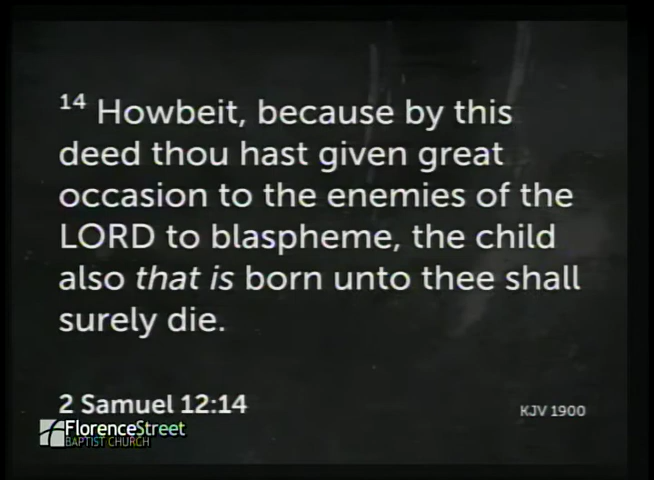 14 Howbeit, because by this
deed thou hast given great
occasion to the enemies of the
LORD to blaspheme, the child
also that is born unto thee shall
surely die.
2 Samuel 12:14
KJV 1900
FlorenceStreet
BAPTIST CHURCH